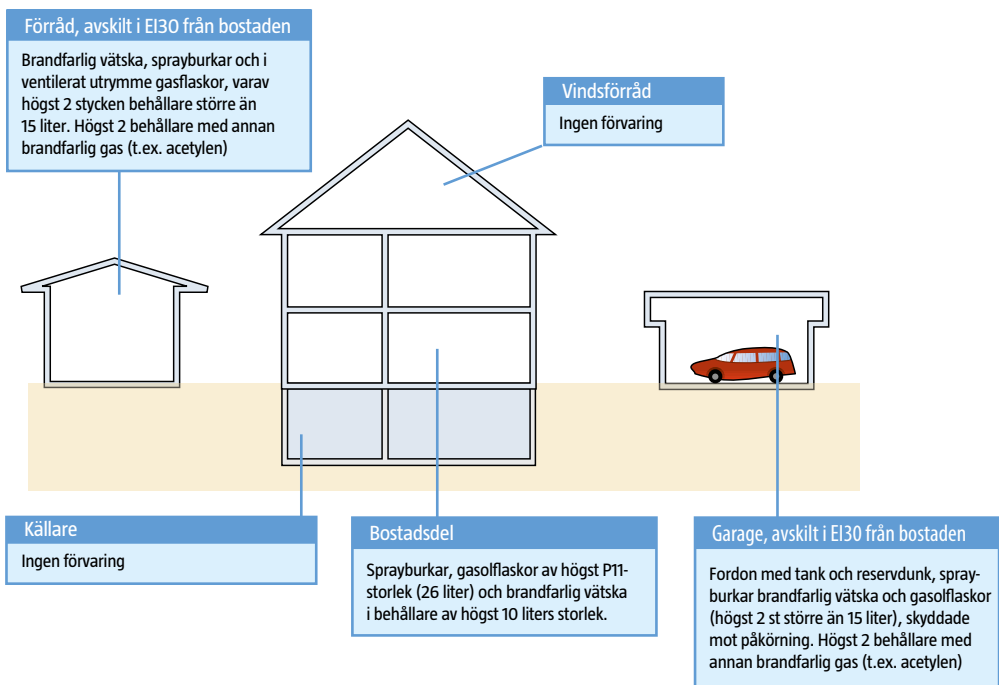 Förråd, avskilt i EI30 från bostaden
Brandfarlig vätska, sprayburkar och i
ventilerat utrymme gasflaskor, varav
högst 2 stycken behållare större än
15 liter. Högst 2 behållare med annan
brandfarlig gas (t.ex. acetylen)
Vindsförråd
Ingen förvaring
Källare
Ingen förvaring
Bostadsdel
Sprayburkar, gasolflaskor av högst P11-
storlek (26 liter) och brandfarlig vätska
i behållare av högst 10 liters storlek.
Garage, avskilt i EI30 från bostaden
Fordon med tank och reservdunk, spray-
burkar brandfarlig vätska och gasolflaskor
(högst 2 st större än 15 liter), skyddade
mot påkörning. Högst 2 behållare med
annan brandfarlig gas (t.ex. acetylen)